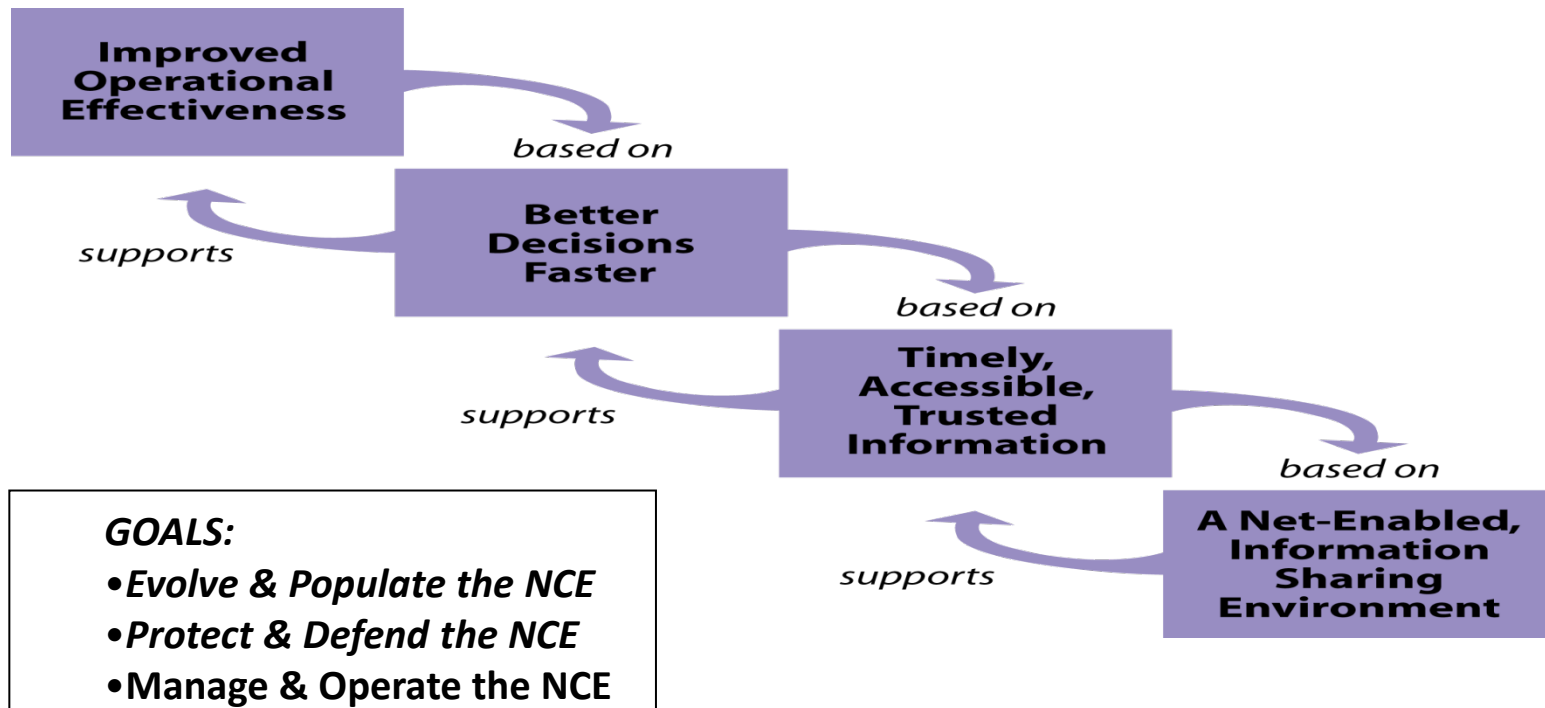 Improved
Operational
Effectiveness
based on
supports
Better
Decisions
Faster
based on
supports
Timely,
Accessible,
Trusted
Information
based on
supports
A Net-Enabled,
Information
Sharing
Environment
GOALS:
•Evolve & Populate the NCE
•Protect & Defend the NCE
•Manage & Operate the NCE